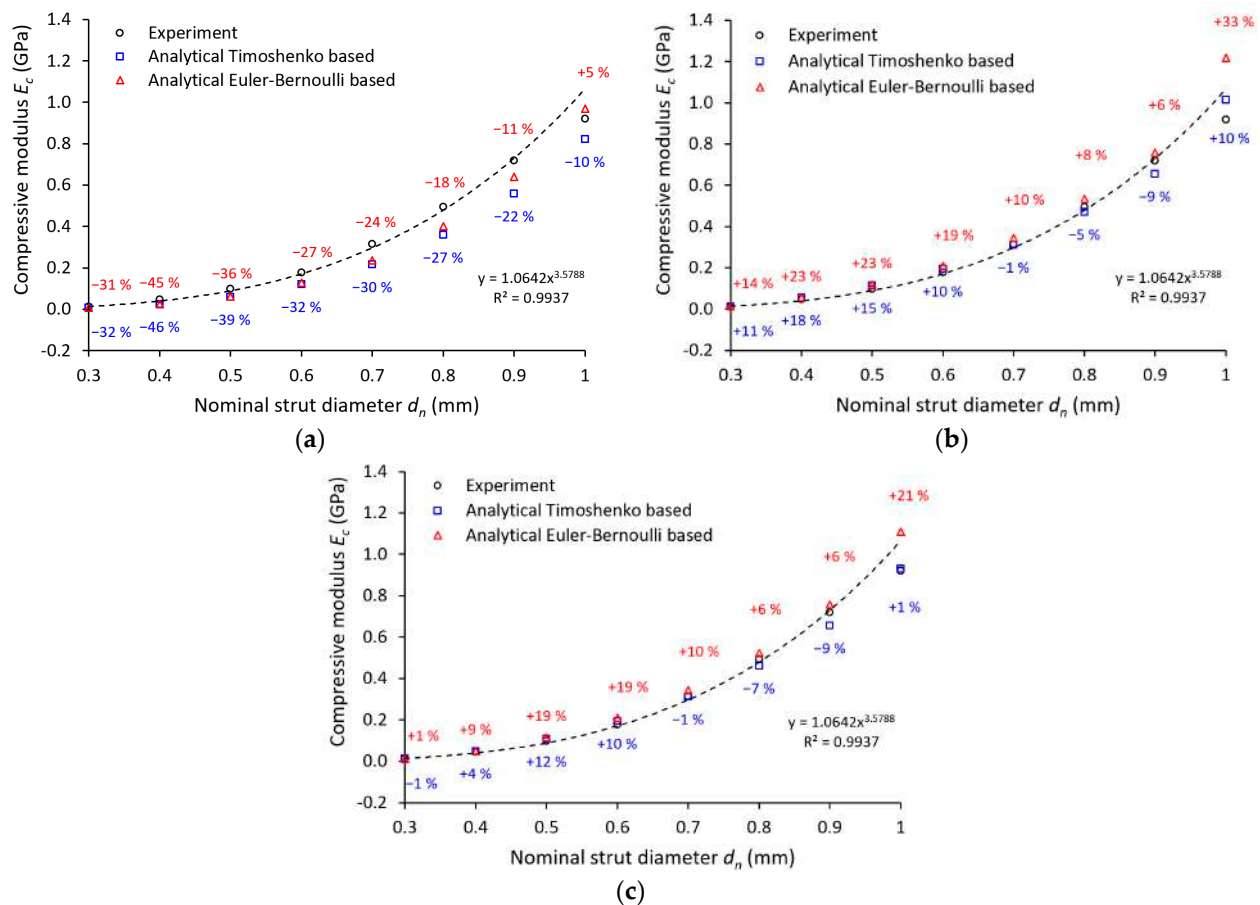 1.4
1.2
1.0
0.8
0.6
0.4
0.2
0.0
-0.2
Compressive modulus Ec (GPa)
Experiment
Analytical Timoshenko based
Analytical Euler-Bernoulli based
−31 %
−45 %
−36 %
−27 %
−24 %
−18 %
−11 %
+5 %
−32 %
−46 %
−39 %
−32 %
−30 %
−27 %
−22 %
−10 %
y = 1.0642x^3.5788
R² = 0.9937
0.3 0.4 0.5 0.6 0.7 0.8 0.9 1
Nominal strut diameter dn (mm)
(a)
1.4
1.2
1.0
0.8
0.6
0.4
0.2
0.0
-0.2
Compressive modulus Ec (GPa)
Experiment
Analytical Timoshenko based
Analytical Euler-Bernoulli based
+14 %
+23 %
+23 %
+19 %
+10 %
+8 %
+6 %
+33 %
+11 %
+18 %
+15 %
+10 %
−1 %
−5 %
−9 %
+10 %
y = 1.0642x^3.5788
R² = 0.9937
0.3 0.4 0.5 0.6 0.7 0.8 0.9 1
Nominal strut diameter dn (mm)
(b)
1.4
1.2
1.0
0.8
0.6
0.4
0.2
0.0
-0.2
Compressive modulus Ec (GPa)
Experiment
Analytical Timoshenko based
Analytical Euler-Bernoulli based
+1 %
+9 %
+19 %
+19 %
+10 %
+6 %
+6 %
+21 %
−1 %
+4 %
+12 %
+10 %
−1 %
−7 %
−9 %
+1 %
y = 1.0642x^3.5788
R² = 0.9937
0.3 0.4 0.5 0.6 0.7 0.8 0.9 1
Nominal strut diameter dn (mm)
(c)